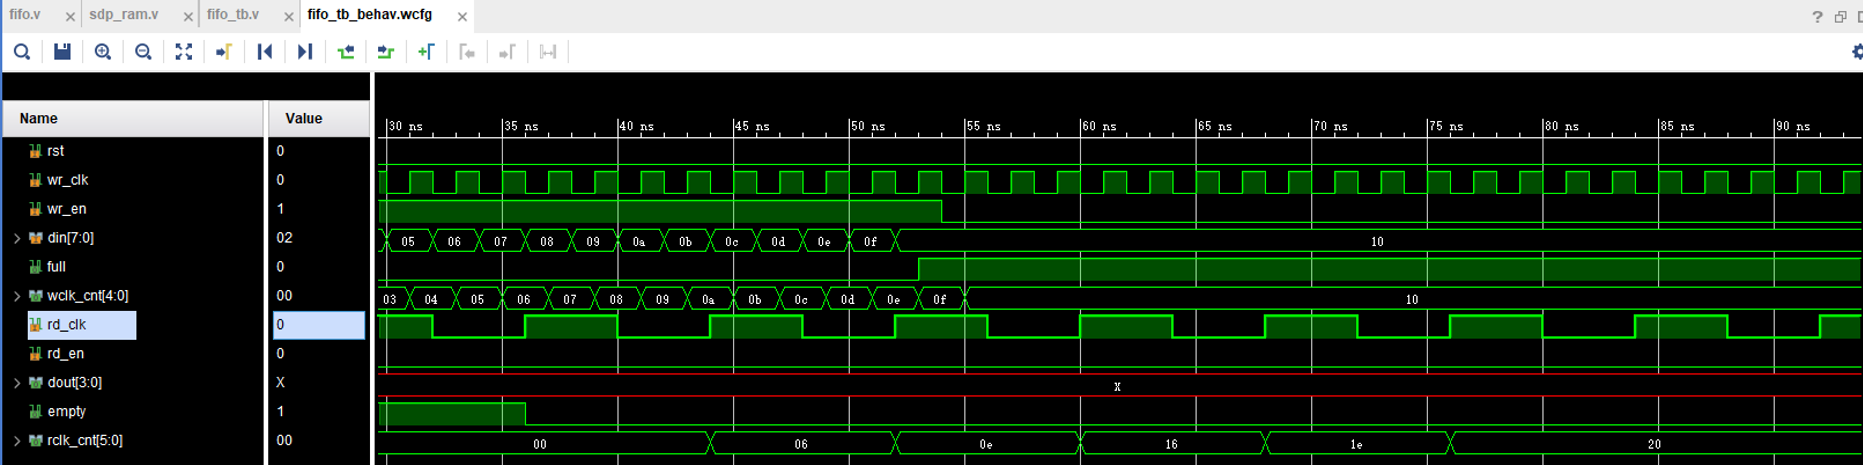 fifo.v × sdp_ram.v × fifo_tb.v × fifo_tb_behav.wcfg ×
?
Name Value
30 ns 35 ns 40 ns 45 ns 50 ns 55 ns 60 ns 65 ns 70 ns 75 ns 80 ns 85 ns 90 ns
rst 0
wr_clk 0
wr_en 1
din[7:0] 02 05 06 07 08 09 0a 0b 0c 0d 0e 0f 10
full 0
wclk_cnt[4:0] 00 03 04 05 06 07 08 09 0a 0b 0c 0d 0e 0f 10
rd_clk 0
rd_en 0
dout[3:0] X X
empty 1
rclk_cnt[5:0] 00 00 06 0e 16 1e 20